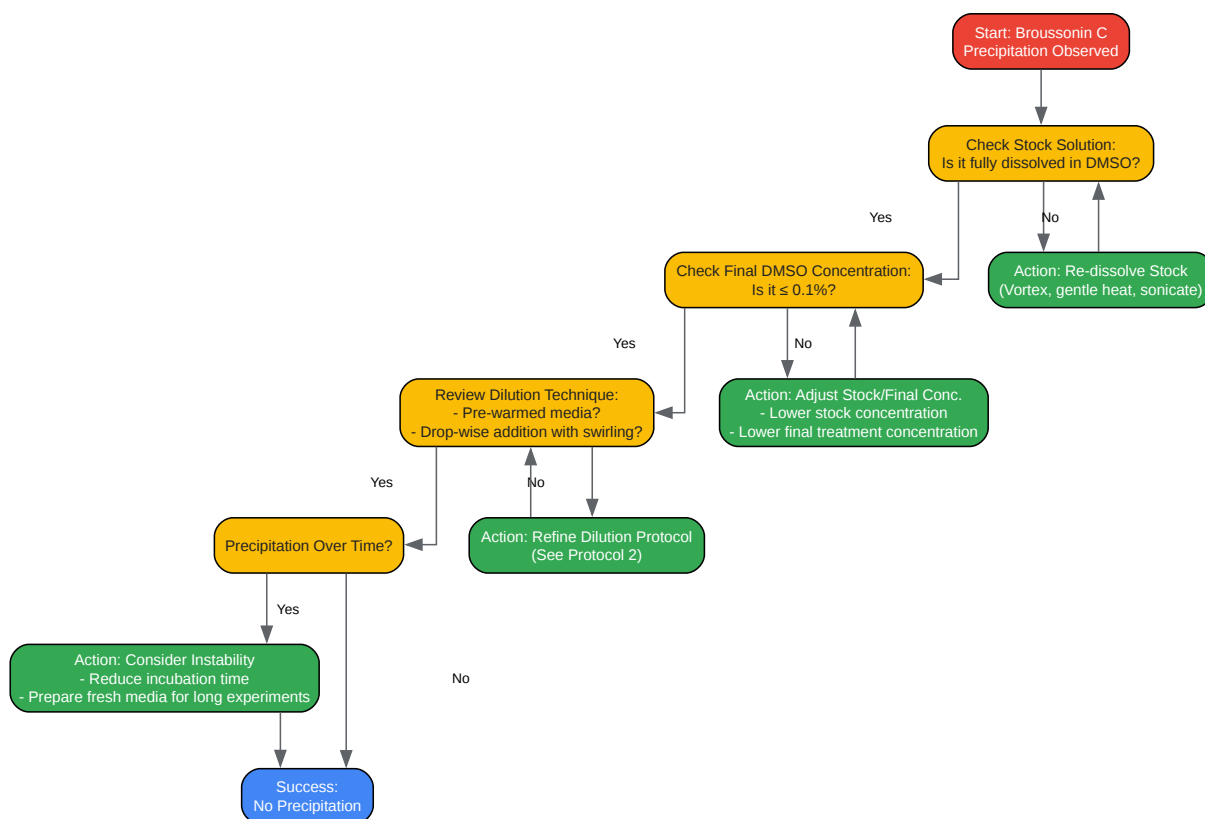 Start: Broussonin C
Precipitation Observed
Check Stock Solution:
Is it fully dissolved in DMSO?
Yes
No
Check Final DMSO Concentration:
Is it ≤ 0.1%?
Action: Re-dissolve Stock
(Vortex, gentle heat, sonicate)
Yes
No
Review Dilution Technique:
- Pre-warmed media?
- Drop-wise addition with swirling?
Action: Adjust Stock/Final Conc.
- Lower stock concentration
- Lower final treatment concentration
Yes
No
Precipitation Over Time?
Action: Refine Dilution Protocol
(See Protocol 2)
Yes
Action: Consider Instability
- Reduce incubation time
- Prepare fresh media for long experiments
No
Success:
No Precipitation